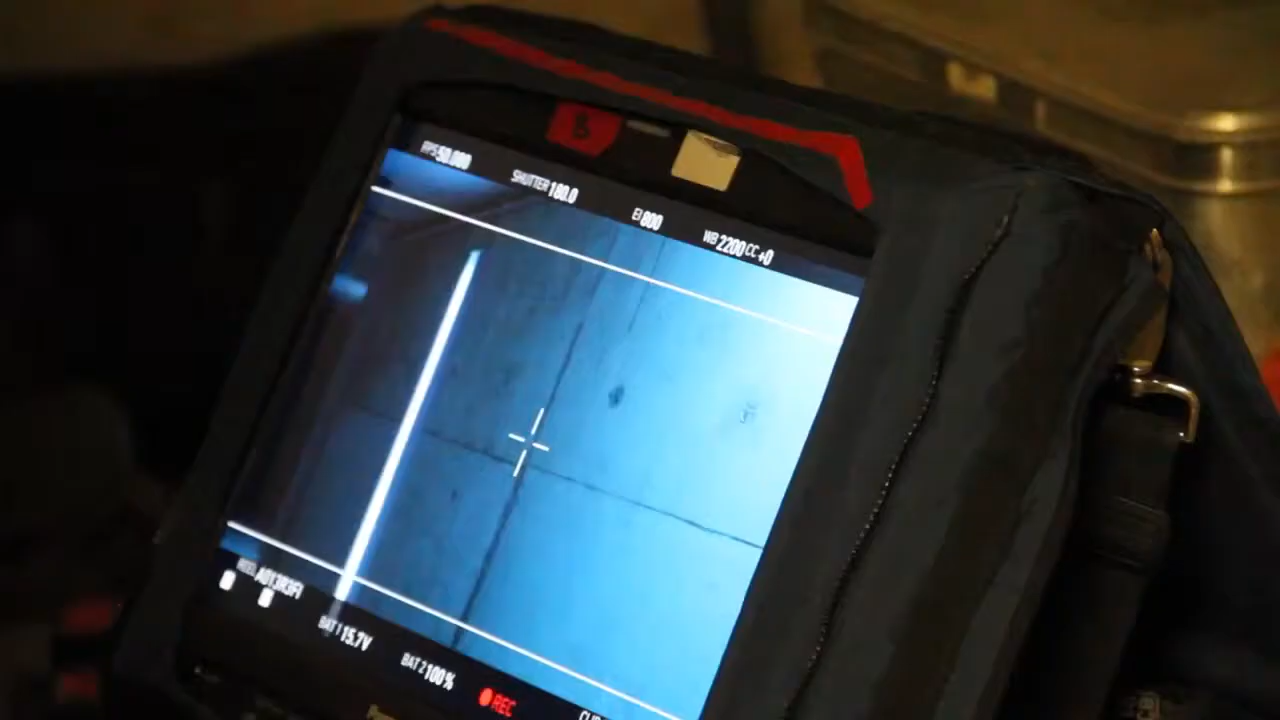 B
FPS 50.000 SHUTTER 180.0 EI 800 WB 2200 CC +0
BAT 1 15.7V BAT 2 100% REC